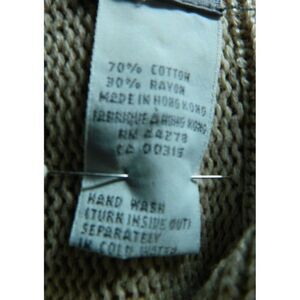 70% COTTON
30% RAYON
MADE IN HONG KONG
FABRIQUÉ À HONG KONG
RN 44278
CA 00315
HAND WASH
(TURN INSIDE OUT)
SEPARATELY
IN COLD WATER